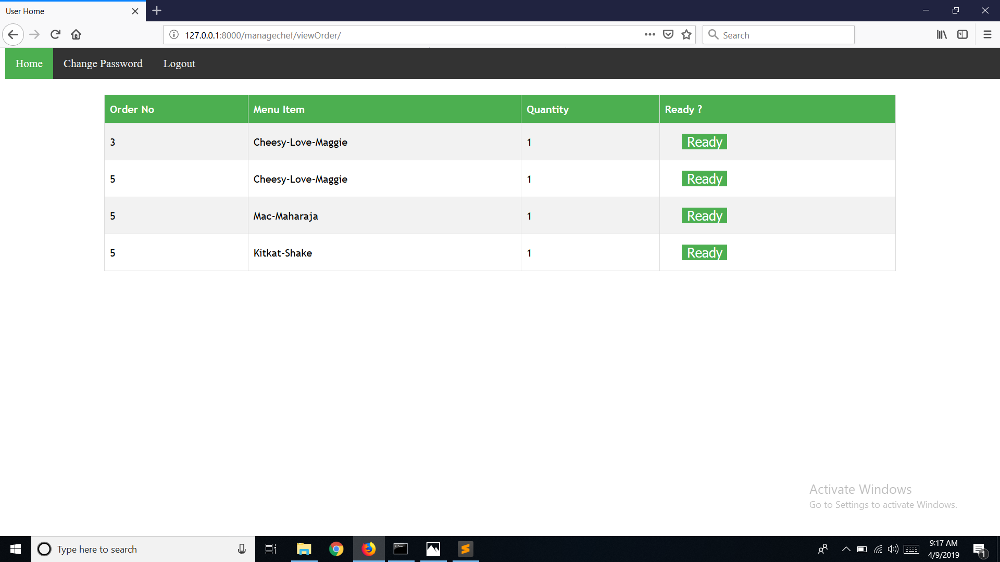 User Home
127.0.0.1:8000/managechef/viewOrder/
Search
Home Change Password Logout
Order No Menu Item Quantity Ready ?
3 Cheesy-Love-Maggie 1 Ready
5 Cheesy-Love-Maggie 1 Ready
5 Mac-Maharaja 1 Ready
5 Kitkat-Shake 1 Ready
Activate Windows
Go to Settings to activate Windows.
Type here to search
9:17 AM
4/9/2019
1